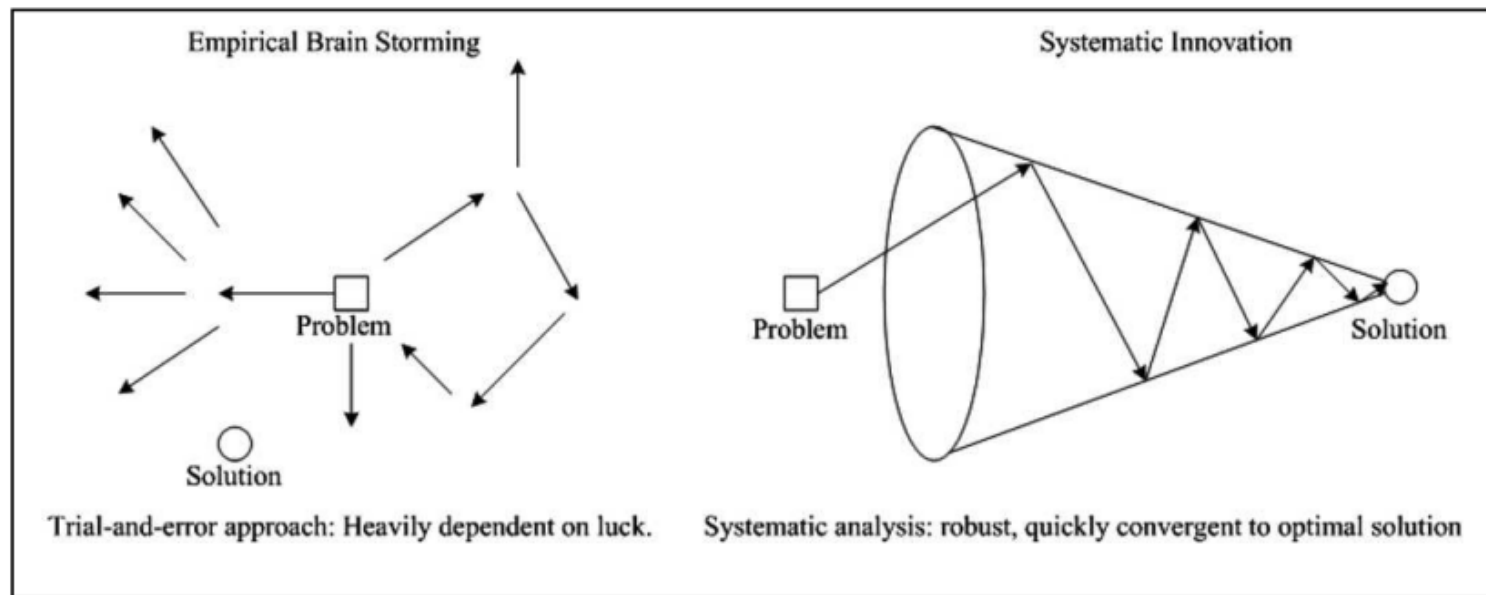 Empirical Brain Storming
Problem
Solution
Trial-and-error approach: Heavily dependent on luck.
Systematic Innovation
Problem
Solution
Systematic analysis: robust, quickly convergent to optimal solution